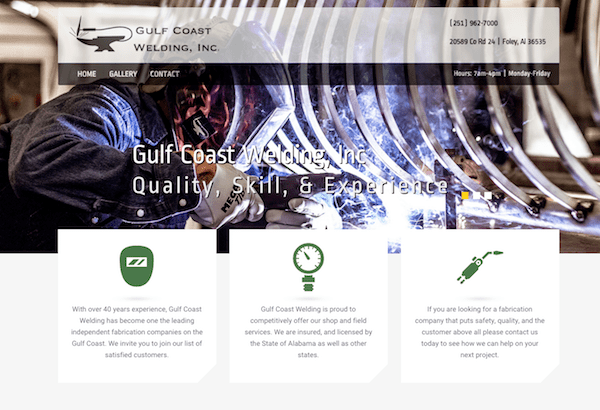 GULF COAST
WELDING, INC.
(251) 962-7000
20589 Co Rd 24 | Foley, Al 36535
HOME GALLERY CONTACT
Hours: 7am-4pm | Monday-Friday
Gulf Coast Welding, Inc
Quality, Skill, & Experience
With over 40 years experience, Gulf Coast
Welding has become one the leading
independent fabrication companies on the
Gulf Coast. We invite you to join our list of
satisfied customers.
Gulf Coast Welding is proud to
competitively offer our shop and field
services. We are insured, and licensed by
the State of Alabama as well as other
states.
If you are looking for a fabrication
company that puts safety, quality, and the
customer above all please contact us
today to see how we can help on your
next project.